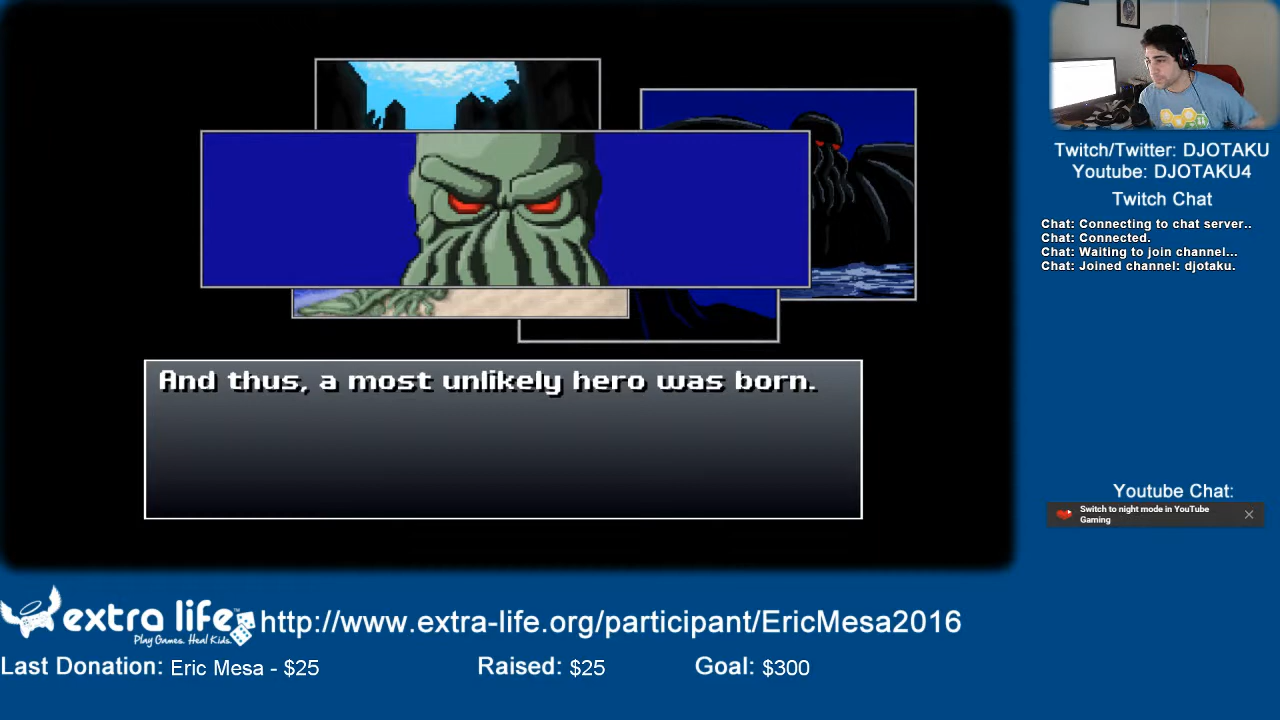 And thus, a most unlikely hero was born.
Twitch/Twitter: DJOTAKU
Youtube: DJOTAKU4
Twitch Chat
Chat: Connecting to chat server..
Chat: Connected.
Chat: Waiting to join channel...
Chat: Joined channel: djotaku.
Youtube Chat:
Switch to night mode in YouTube
Gaming
extra life
Play Games. Heal Kids.
http://www.extra-life.org/participant/EricMesa2016
Last Donation: Eric Mesa - $25 Raised: $25 Goal: $300